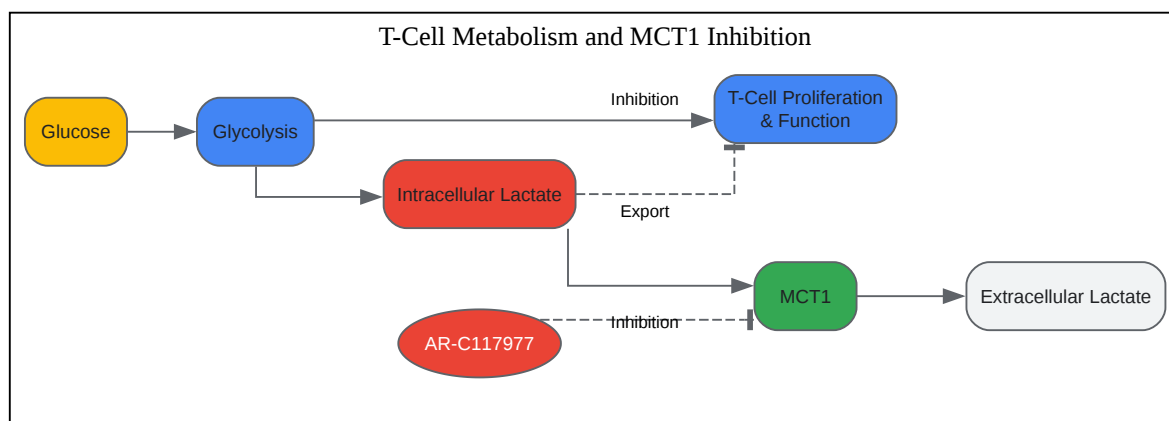 T-Cell Metabolism and MCT1 Inhibition
Inhibition
T-Cell Proliferation
& Function
Glucose
Glycolysis
Intracellular Lactate
Export
MCT1
Extracellular Lactate
Inhibition
AR-C117977